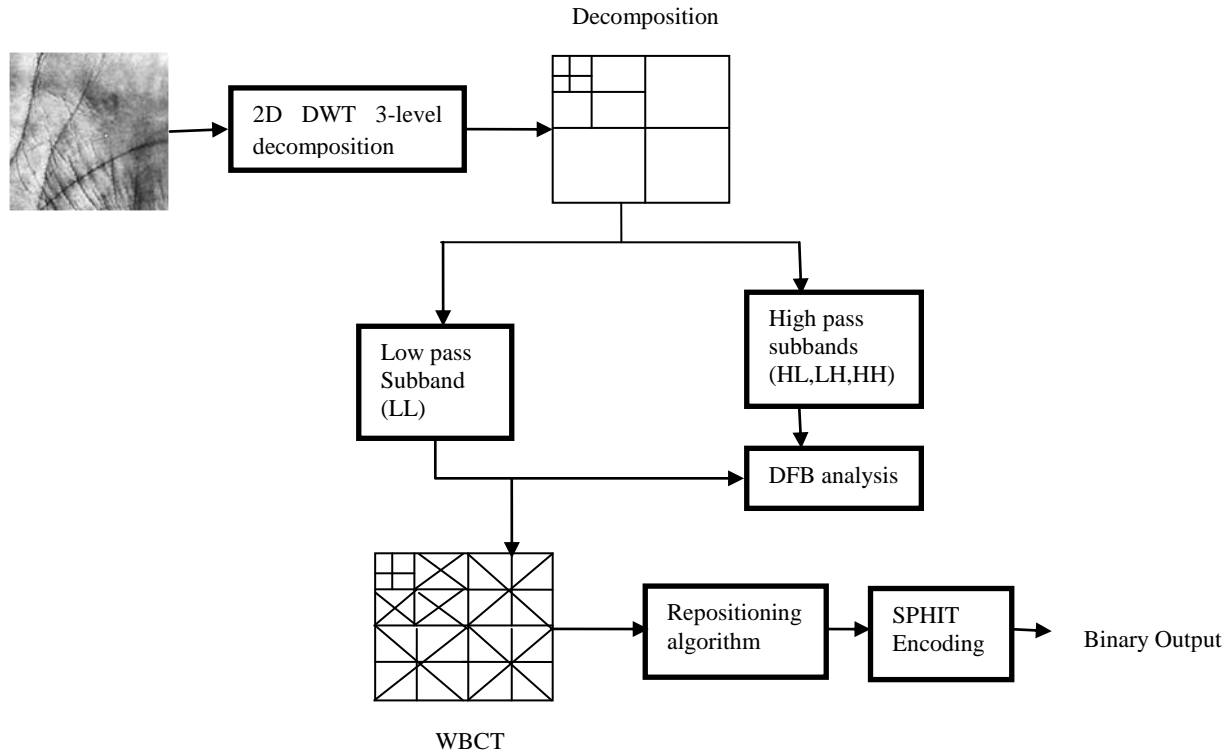 Decomposition
2D DWT 3-level
decomposition
Low pass
Subband
(LL)
High pass
subbands
(HL,LH,HH)
DFB analysis
Repositioning
algorithm
SPHIT
Encoding
Binary Output
WBCT